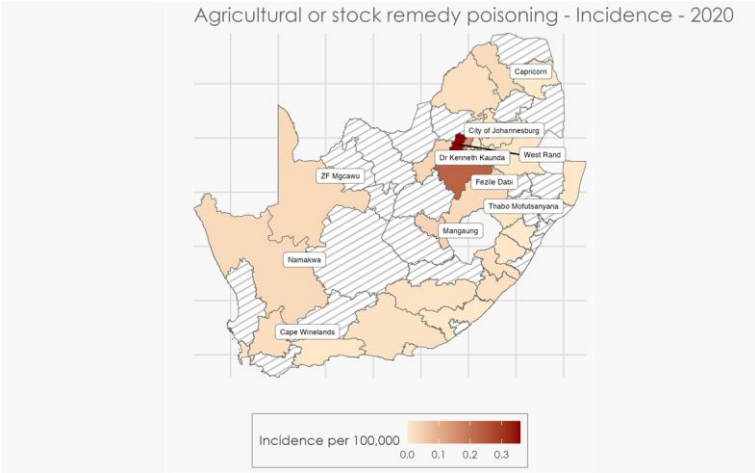 Agricultural or stock remedy poisoning - Incidence - 2020
Capricorn
City of Johannesburg
West Rand
Dr Kenneth Kaunda
ZF Mgcawu
Fezile Dabi
Thabo Mofutsanyana
Mangaung
Namakwa
Cape Winelands
Incidence per 100,000
0.0 0.1 0.2 0.3